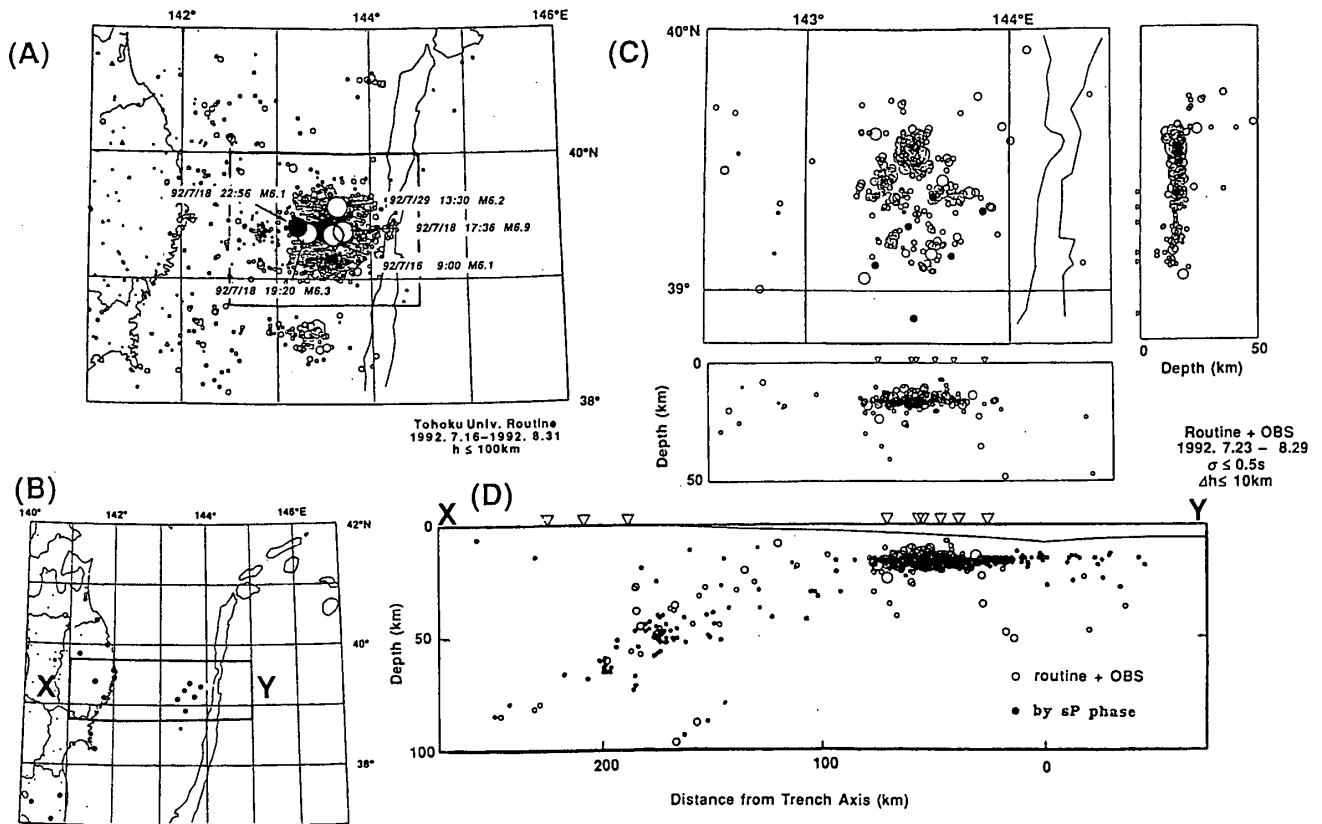 (A)
142°
144°
146°E
40°N
38°
92/7/18 22:56 M6.1
92/7/29 13:30 M6.2
92/7/18 17:36 M6.9
92/7/16 9:00 M6.1
92/7/18 19:20 M6.3
Tohoku Univ. Routine
1992. 7.16–1992. 8.31
h ≤ 100km
(B)
140°
142°
144°
146°E
42°N
40°
38°
X
Y
(C)
143°
144°E
40°N
39°
0
50
Depth (km)
0
50
Depth (km)
Routine + OBS
1992. 7.23 – 8.29
σ ≤ 0.5s
Δh≤ 10km
(D)
X
Y
0
50
100
Depth (km)
○ routine + OBS
● by sP phase
200
100
0
Distance from Trench Axis (km)